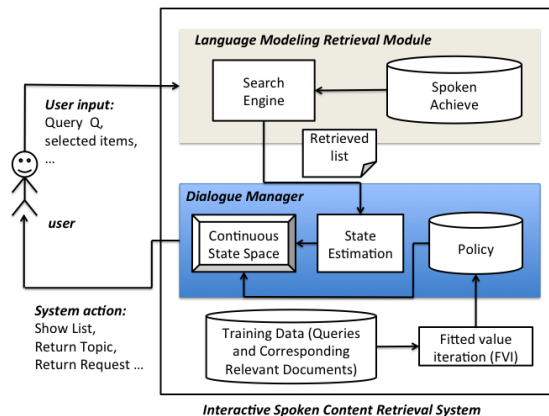 Language Modeling Retrieval Module
Search
Engine
Spoken
Achieve
User input:
Query Q,
selected items,
…
Retrieved
list
Dialogue Manager
user
Continuous
State Space
State
Estimation
Policy
System action:
Show List,
Return Topic,
Return Request …
Training Data (Queries
and Corresponding
Relevant Documents)
Fitted value
iteration (FVI)
Interactive Spoken Content Retrieval System